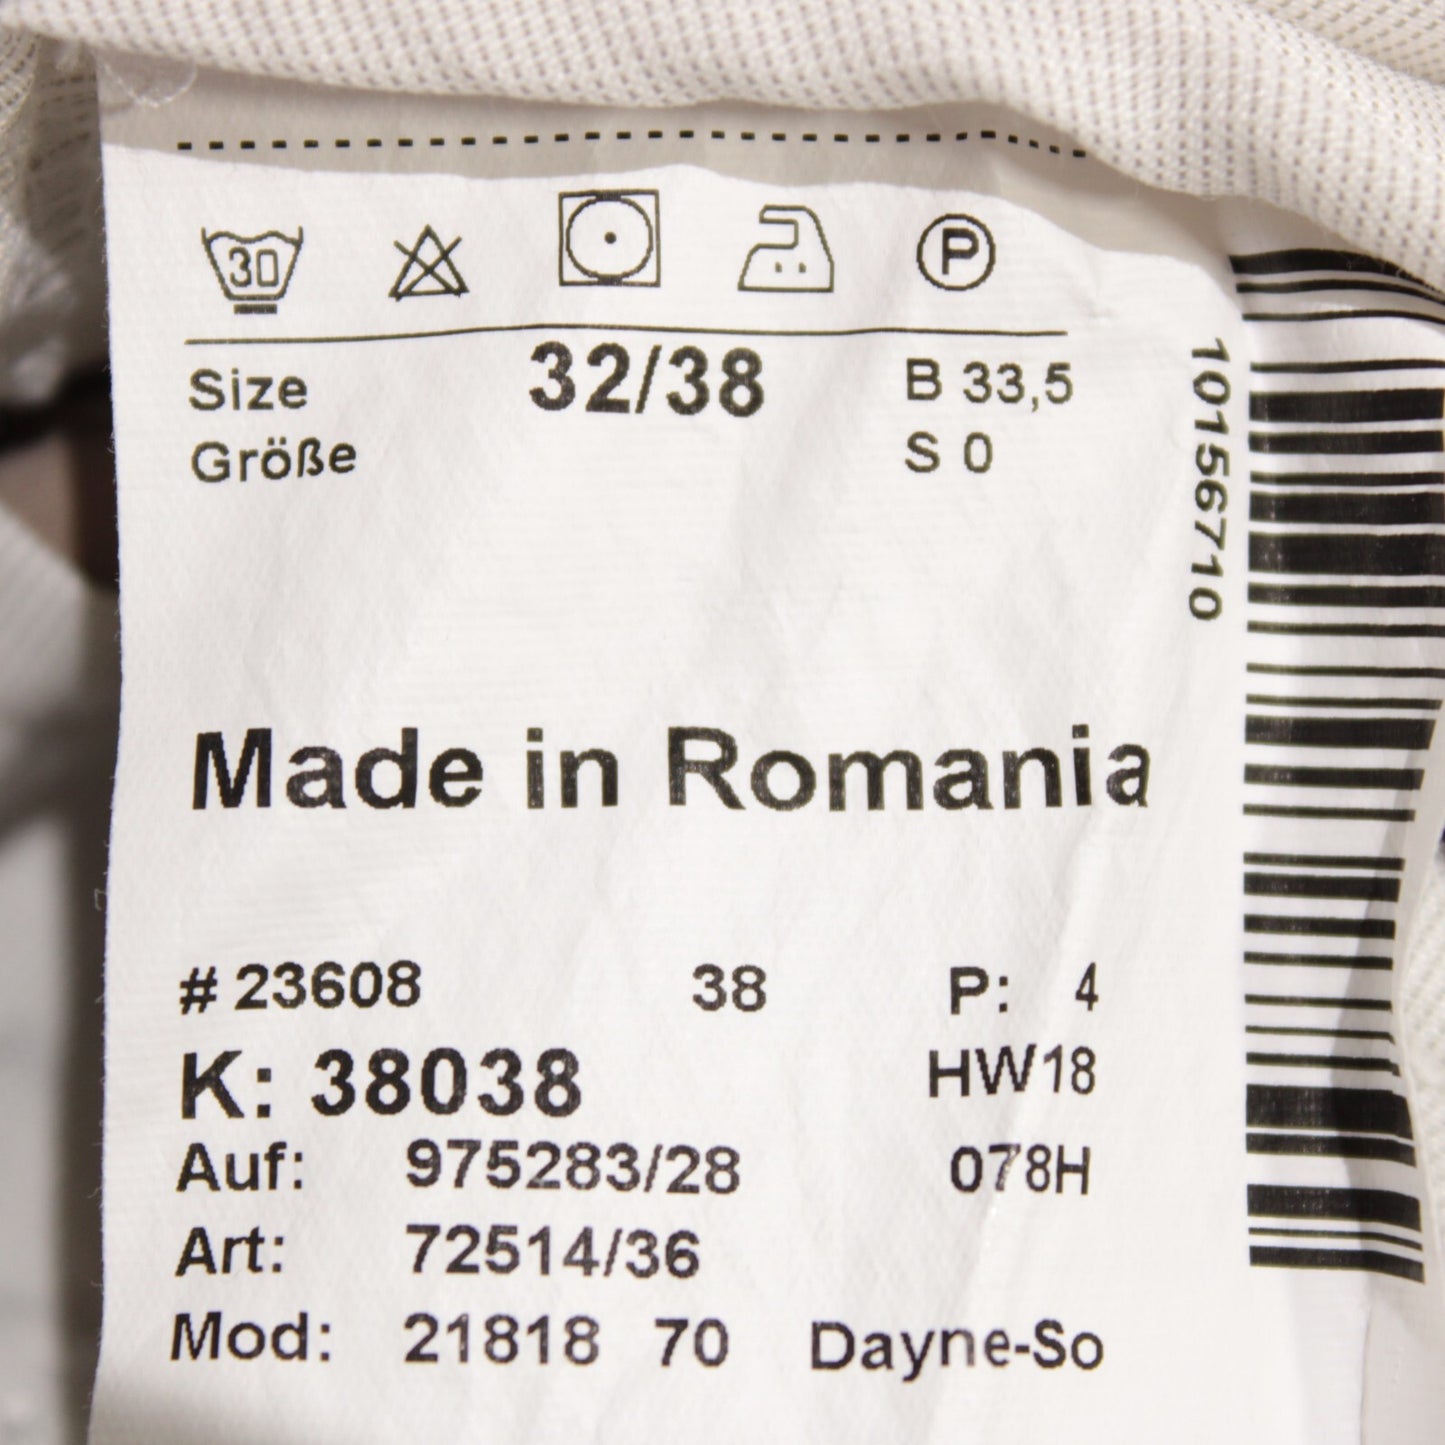 30 P
Size 32/38 B 33,5
Größe S 0
10156710
Made in Romania
# 23608 38 P: 4
K: 38038 HW18
Auf: 975283/28 078H
Art: 72514/36
Mod: 21818 70 Dayne-So